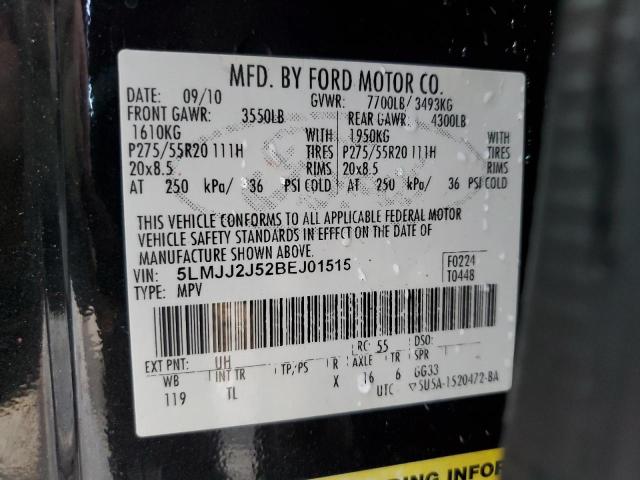 MFD. BY FORD MOTOR CO.
DATE: 09/10 GVWR: 7700LB/ 3493KG
FRONT GAWR: 3550LB REAR GAWR: 4300LB
1610KG WITH 1950KG WITH
P275/55R20 111H TIRES P275/55R20 111H TIRES
20x8.5 RIMS 20x8.5 RIMS
AT 250 kPa/ 36 PSI COLD AT 250 kPa/ 36 PSI COLD
THIS VEHICLE CONFORMS TO ALL APPLICABLE FEDERAL MOTOR
VEHICLE SAFETY STANDARDS IN EFFECT ON THE DATE OF
MANUFACTURE SHOWN ABOVE.
VIN: 5LMJJ2J52BEJ01515 F0224
TYPE: MPV T0448
EXT PNT: UH RC: 55 DSO:
WB INT TR TP/PS R AXLE TR SPR
119 TL X 16 6 GG33
UTC ▽5U5A-1520472-BA
RING INFOR